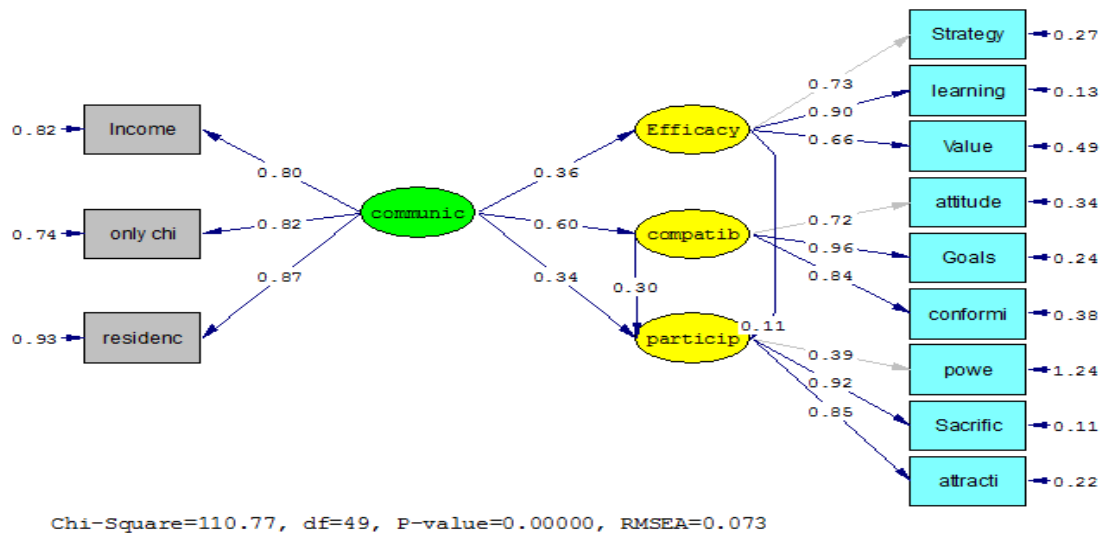 Strategy
0.27
0.73
learning
0.13
0.90
Income
0.82
Efficacy
0.66
Value
0.49
0.80
0.36
attitude
0.34
0.72
communic
0.82
only chi
0.74
0.60
compatib
0.96
Goals
0.24
0.87
0.34
0.30
0.84
conformi
0.38
residenc
0.93
particip
0.11
0.39
powe
1.24
0.92
Sacrific
0.11
0.85
attracti
0.22
Chi-Square=110.77, df=49, P-value=0.00000, RMSEA=0.073